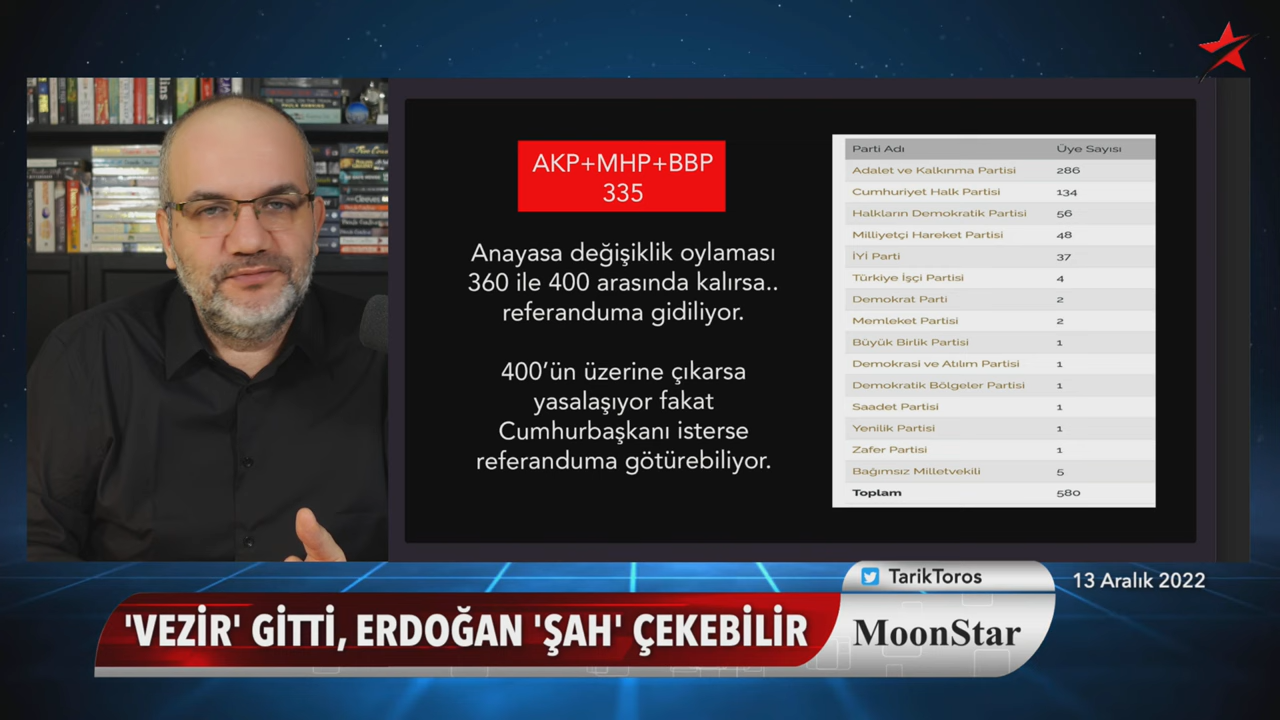 AKP+MHP+BBP
335
Anayasa değişiklik oylaması
360 ile 400 arasında kalırsa..
referanduma gidiliyor.
400'ün üzerine çıkarsa
yasalaşıyor fakat
Cumhurbaşkanı isterse
referanduma götürebiliyor.
Parti Adı Üye Sayısı
Adalet ve Kalkınma Partisi 286
Cumhuriyet Halk Partisi 134
Halkların Demokratik Partisi 56
Milliyetçi Hareket Partisi 48
İYİ Parti 37
Türkiye İşçi Partisi 4
Demokrat Parti 2
Memleket Partisi 2
Büyük Birlik Partisi 1
Demokrasi ve Atılım Partisi 1
Demokratik Bölgeler Partisi 1
Saadet Partisi 1
Yenilik Partisi 1
Zafer Partisi 1
Bağımsız Milletvekili 5
Toplam 580
TarikToros
13 Aralık 2022
'VEZİR' GİTTİ, ERDOĞAN 'ŞAH' ÇEKEBİLİR
MoonStar